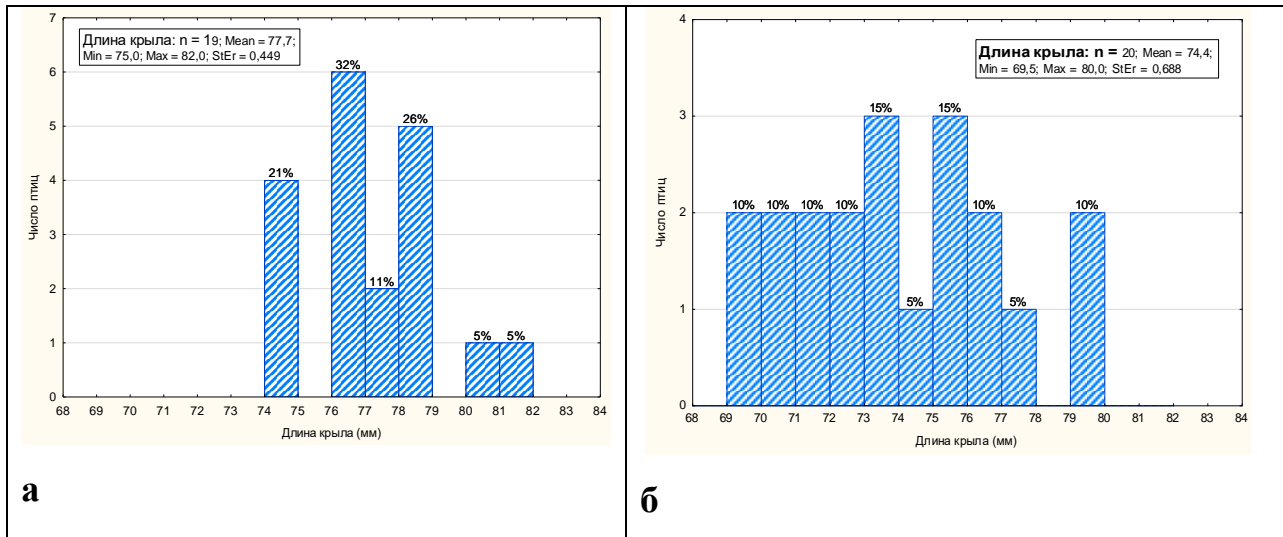 Длина крыла: n = 19; Mean = 77,7;
Min = 75,0; Max = 82,0; StEr = 0,449
7
6
5
4
3
2
1
0
Число птиц
21%
32%
11%
26%
5%
5%
68 69 70 71 72 73 74 75 76 77 78 79 80 81 82 83 84
Длина крыла (мм)
а
Длина крыла: n = 20; Mean = 74,4;
Min = 69,5; Max = 80,0; StEr = 0,688
4
3
2
1
0
Число птиц
10%
10%
10%
10%
15%
5%
15%
10%
5%
10%
68 69 70 71 72 73 74 75 76 77 78 79 80 81 82 83 84
Длина крыла (мм)
б